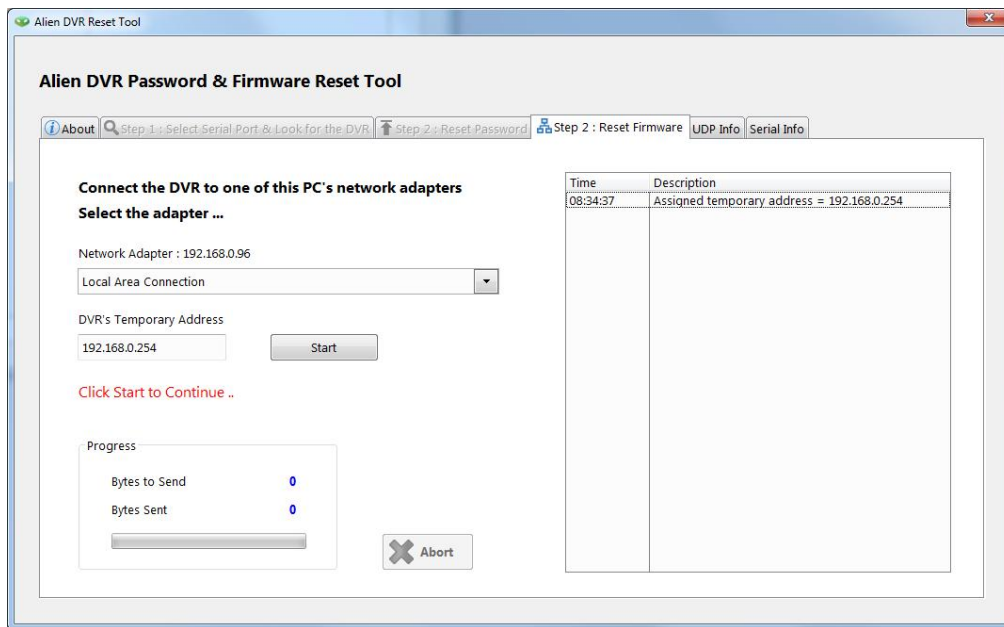 Alien DVR Reset Tool
Alien DVR Password & Firmware Reset Tool
About
Step 1 : Select Serial Port & Look for the DVR
Step 2 : Reset Password
Step 2 : Reset Firmware
UDP Info
Serial Info
Connect the DVR to one of this PC's network adapters
Select the adapter ...
Network Adapter : 192.168.0.96
Local Area Connection
DVR's Temporary Address
192.168.0.254
Start
Click Start to Continue ..
Progress
Bytes to Send 0
Bytes Sent 0
Abort
Time Description
08:34:37 Assigned temporary address = 192.168.0.254